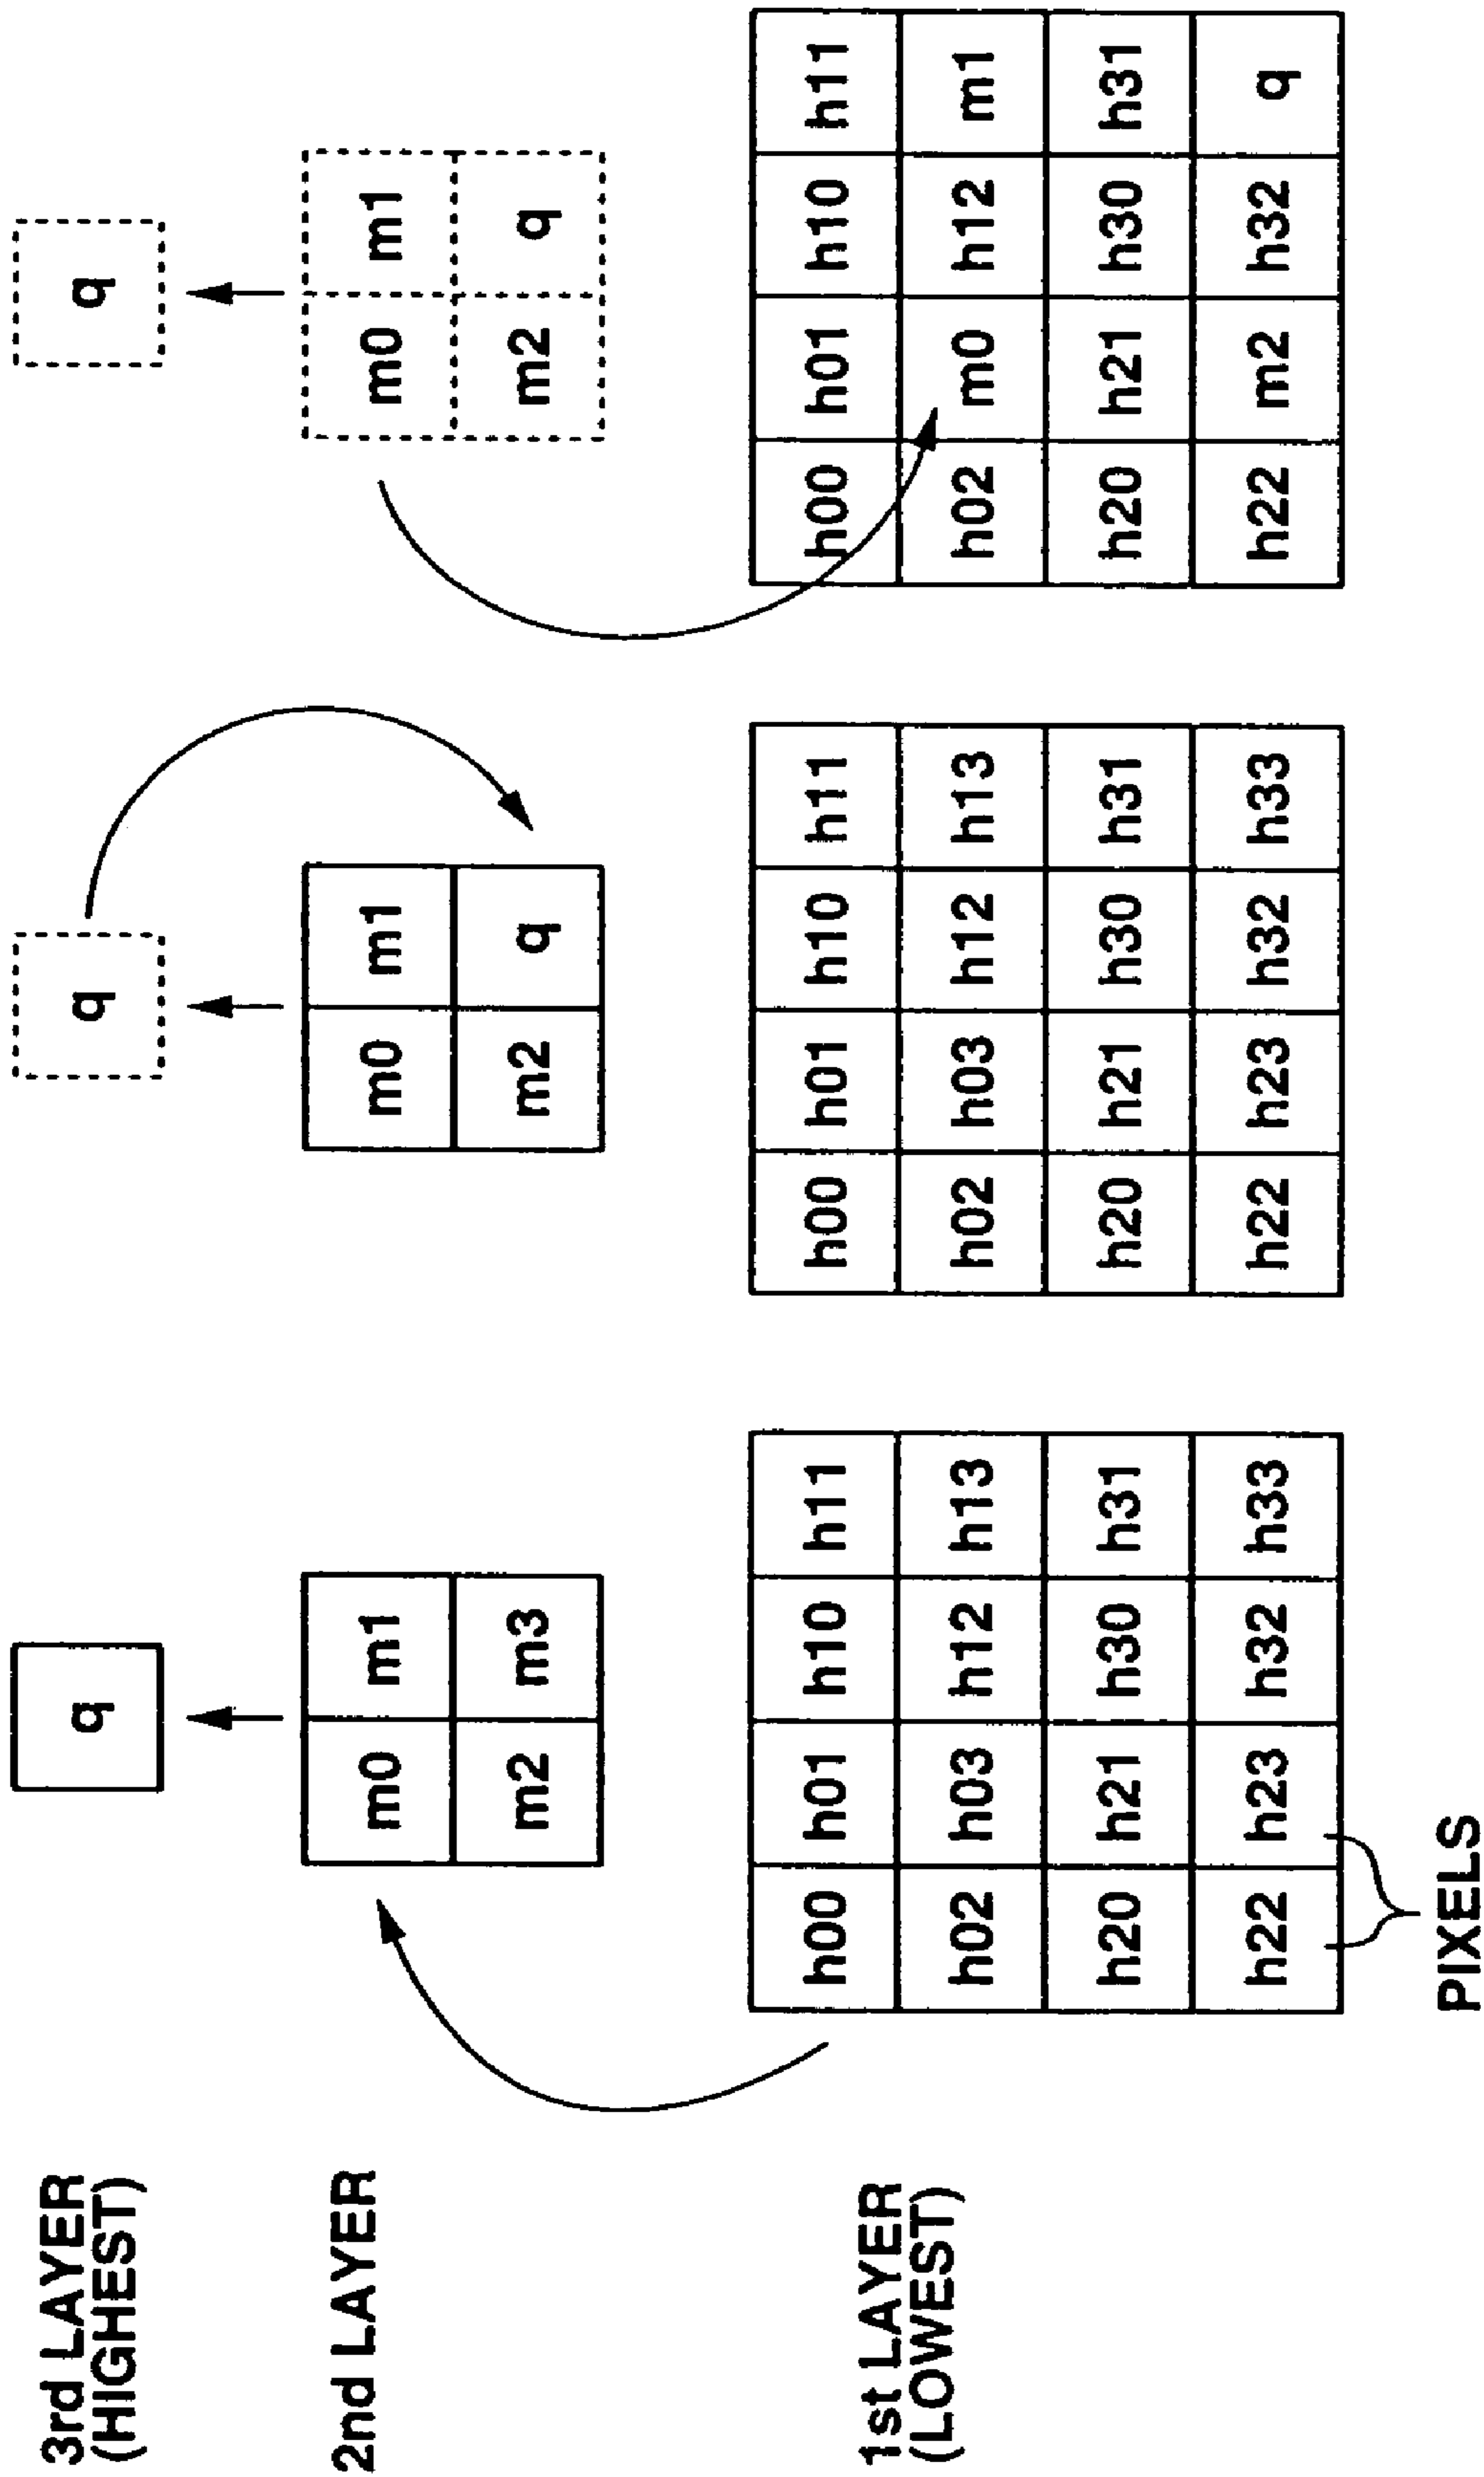 3rd LAYER
(HIGHEST)
q
q
q
2nd LAYER
m0 m1
m2 m3
m0 m1
m2 q
m0 m1
m2 q
1st LAYER
(LOWEST)
h00 h01 h10 h11
h02 h03 h12 h13
h20 h21 h30 h31
h22 h23 h32 h33
PIXELS
h00 h01 h10 h11
h02 h03 h12 h13
h20 h21 h30 h31
h22 h23 h32 h33
h00 h01 h10 h11
h02 m0 h12 m1
h20 h21 h30 h31
h22 m2 h32 q